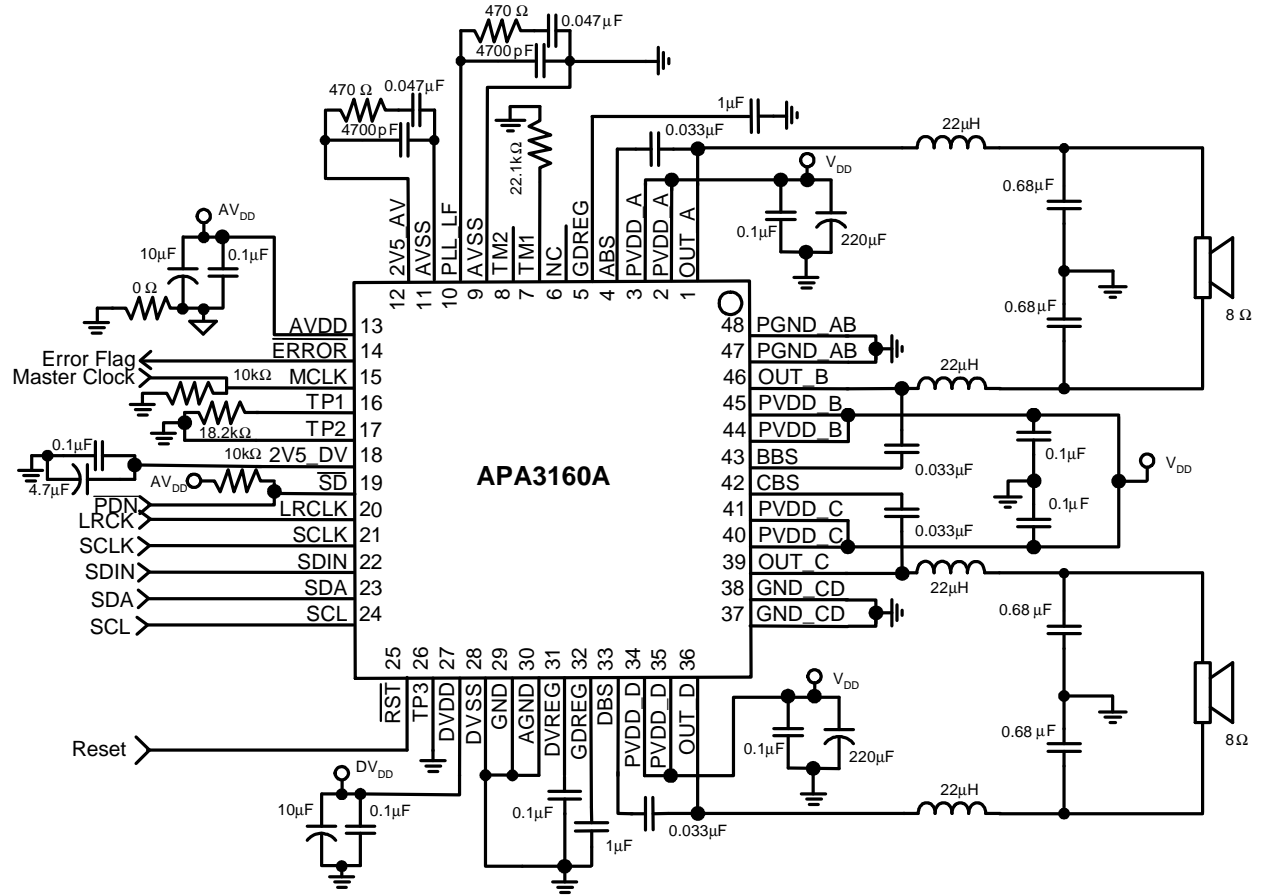 470 Ω
0.047μF
4700pF
470 Ω
0.047μF
4700pF
22.1kΩ
1μF
0.033μF
22μH
V_DD
0.1μF
220μF
0.68μF
0.68μF
8 Ω
AV_DD
10μF
0.1μF
0 Ω
12 2V5_AV
11 AVSS
10 PLL_LF
9 AVSS
8 TM2
7 TM1
6 NC
5 GDREG
4 ABS
3 PVDD_A
2 PVDD_A
1 OUT_A
AVDD 13
ERROR 14
MCLK 15
TP1 16
TP2 17
2V5_DV 18
SD 19
LRCLK 20
SCLK 21
SDIN 22
SDA 23
SCL 24
Error Flag
Master Clock
10kΩ
18.2kΩ
0.1μF
4.7μF
10kΩ
AV_DD
PDN
LRCK
SCLK
SDIN
SDA
SCL
APA3160A
48 PGND_AB
47 PGND_AB
46 OUT_B
45 PVDD_B
44 PVDD_B
43 BBS
42 CBS
41 PVDD_C
40 PVDD_C
39 OUT_C
38 GND_CD
37 GND_CD
22μH
0.033μF
0.1μF
V_DD
0.033μF
0.1μF
22μH
25 RST
26 TP3
27 DVDD
28 DVSS
29 GND
30 AGND
31 DVREG
32 GDREG
33 DBS
34 PVDD_D
35 PVDD_D
36 OUT_D
Reset
DV_DD
10μF
0.1μF
0.1μF
1μF
0.033μF
V_DD
0.1μF
220μF
22μH
0.68 μF
0.68 μF
8Ω